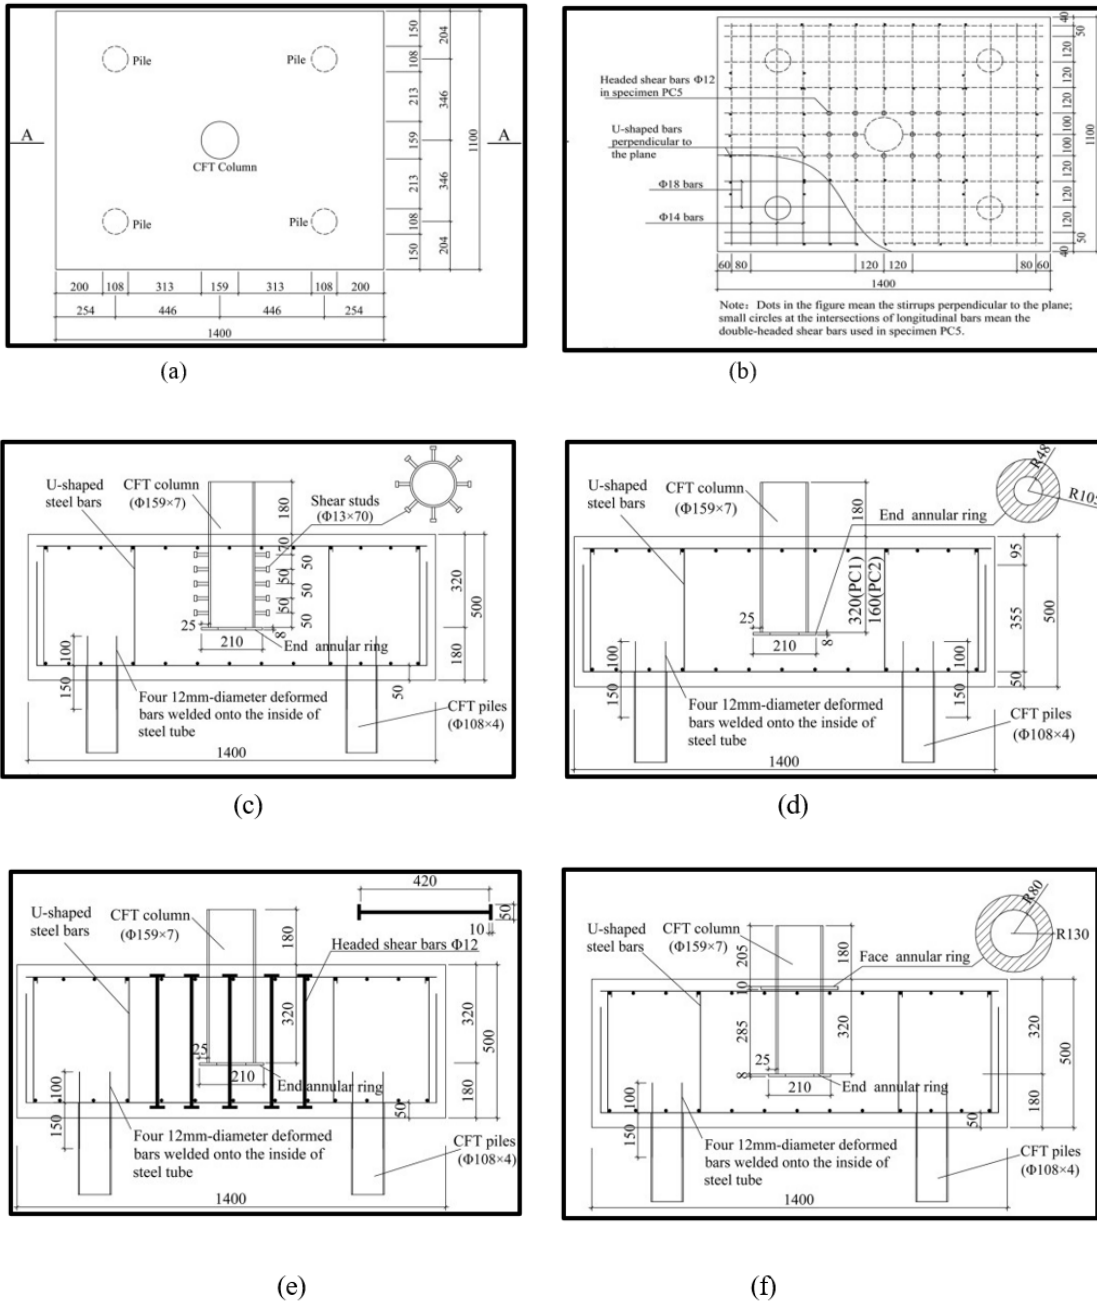 150
108
213
159
213
108
150
204
346
346
204
1100
Pile
Pile
A
A
CFT Column
Pile
Pile
200
108
313
159
313
108
200
254
446
446
254
1400
(a)
Headed shear bars Φ12
in specimen PC5
U-shaped bars
perpendicular to
the plane
Φ18 bars
Φ14 bars
40
50
120
120
120
100
100
120
120
120
50
40
1100
60
80
120
120
80
60
1400
Note: Dots in the figure mean the stirrups perpendicular to the plane;
small circles at the intersections of longitudinal bars mean the
double-headed shear bars used in specimen PC5.
(b)
U-shaped
steel bars
CFT column
(Φ159×7)
Shear studs
(Φ13×70)
180
70
50
50
50
50
50
320
500
180
25
210
8
End annular ring
100
150
50
Four 12mm-diameter deformed
bars welded onto the inside of
steel tube
CFT piles
(Φ108×4)
1400
(c)
U-shaped
steel bars
CFT column
(Φ159×7)
180
End annular ring
R48
R105
320(PC1)
160(PC2)
95
355
50
500
25
210
8
100
150
100
150
Four 12mm-diameter deformed
bars welded onto the inside of
steel tube
CFT piles
(Φ108×4)
1400
(d)
420
50
10
U-shaped
steel bars
CFT column
(Φ159×7)
180
Headed shear bars Φ12
320
320
500
180
25
210
End annular ring
100
150
50
Four 12mm-diameter deformed
bars welded onto the inside of
steel tube
CFT piles
(Φ108×4)
1400
(e)
U-shaped
steel bars
CFT column
(Φ159×7)
205
180
Face annular ring
R80
R130
10
285
8
320
320
500
180
25
210
End annular ring
100
150
50
Four 12mm-diameter deformed
bars welded onto the inside of
steel tube
CFT piles
(Φ108×4)
1400
(f)